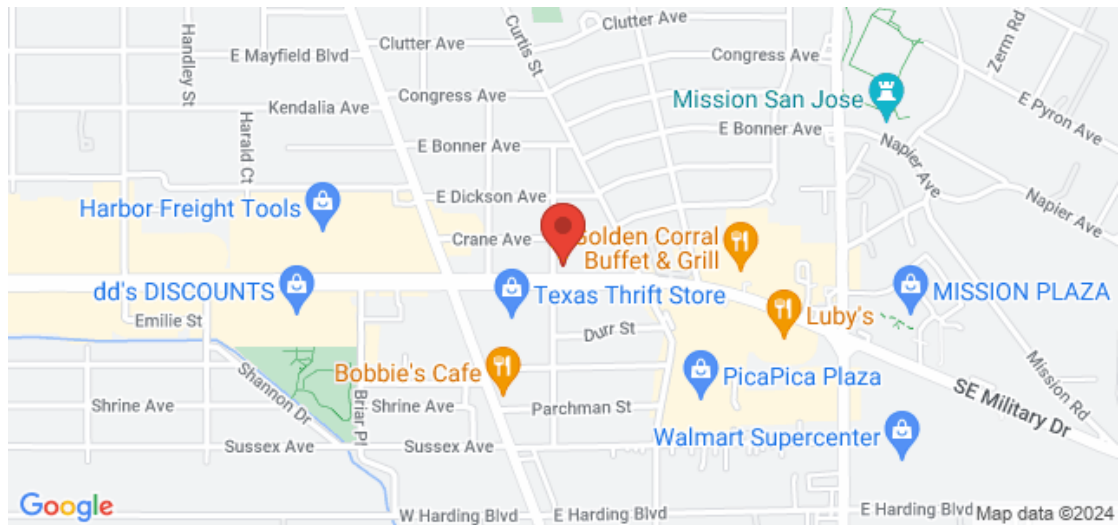 Clutter Ave
Clutter Ave
Handley St
Curtis St
Zerm Rd
E Mayfield Blvd
Congress Ave
Congress Ave
Kendalia Ave
Mission San Jose
E Pyron Ave
Harald Ct
E Bonner Ave
E Bonner Ave
Napier Ave
E Dickson Ave
Napier Ave
Harbor Freight Tools
Crane Ave
Golden Corral
Buffet & Grill
dd's DISCOUNTS
Texas Thrift Store
MISSION PLAZA
Emilie St
Durr St
Luby's
Bobbie's Cafe
PicaPica Plaza
Shannon Dr
Mission Rd
Briar Pl
SE Military Dr
Shrine Ave
Shrine Ave
Parchman St
Sussex Ave
Sussex Ave
Walmart Supercenter
Google
W Harding Blvd
E Harding Blvd
E Harding Blvd
Map data ©2024